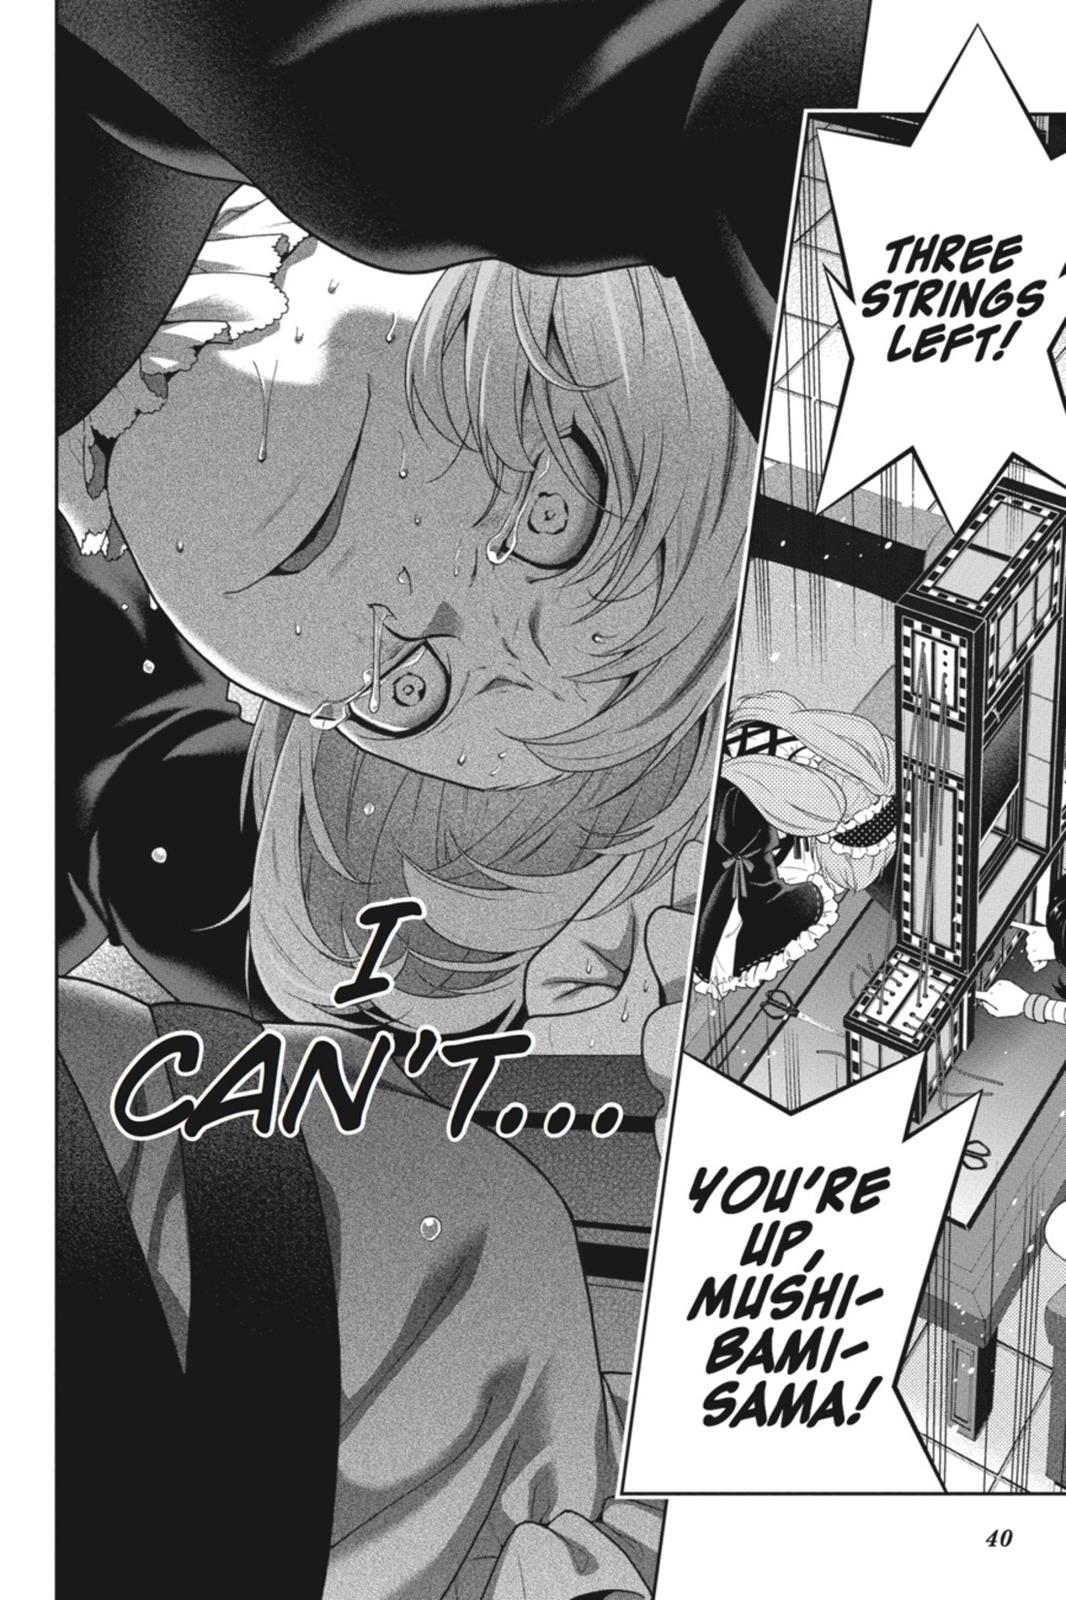 THREE
STRINGS
LEFT!
YOU'RE
UP,
MUSHI-
BAMI-
SAMA!
I
CAN'T...
40